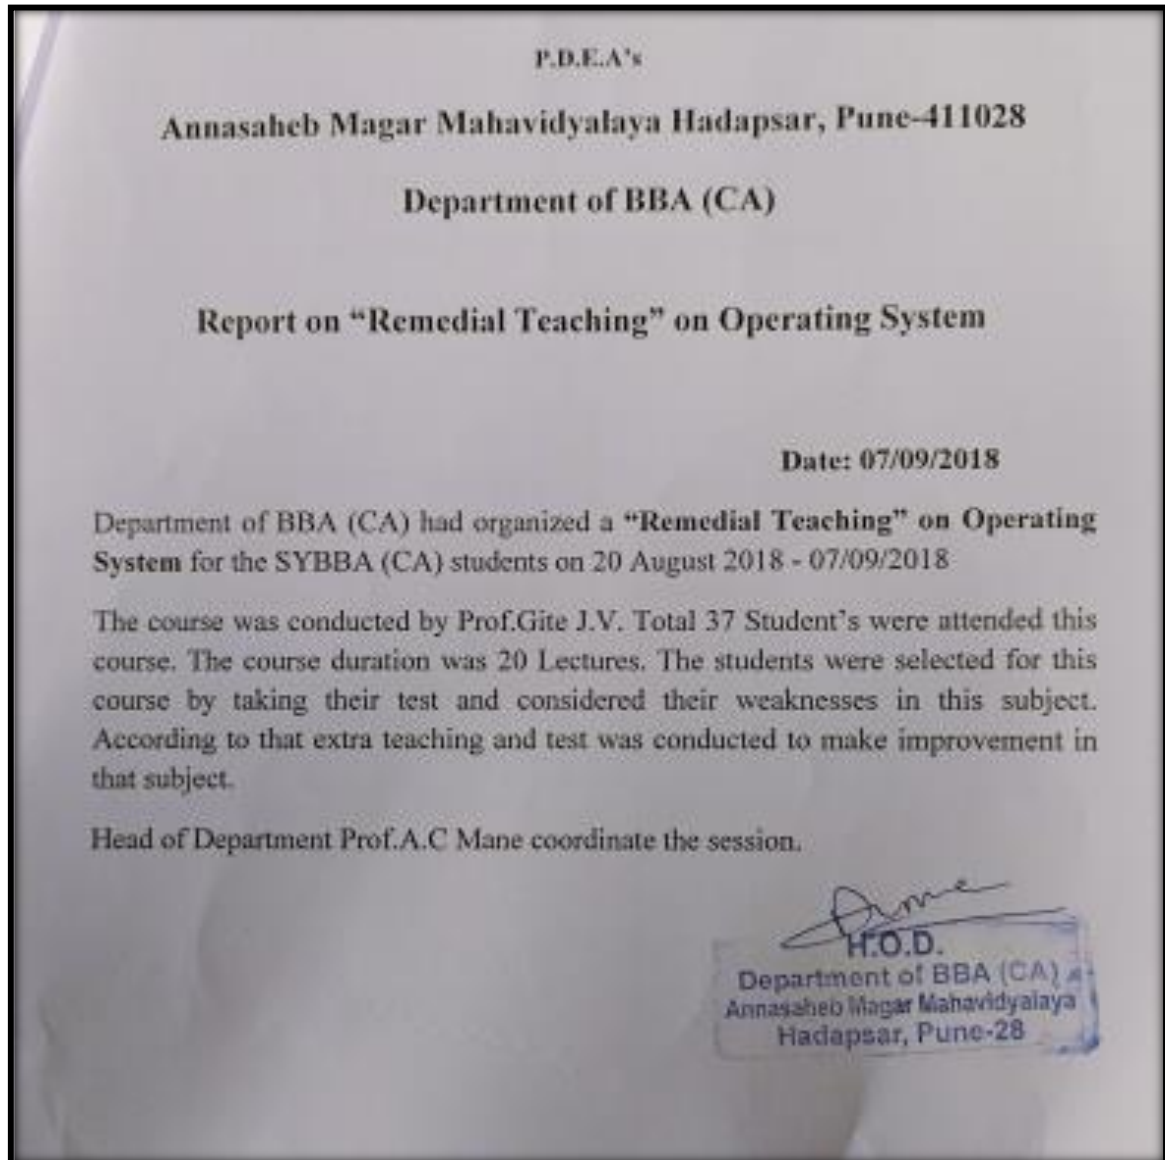 P.D.E.A's
Annasaheb Magar Mahavidyalaya Hadapsar, Pune-411028
Department of BBA (CA)
Report on “Remedial Teaching” on Operating System
Date: 07/09/2018
Department of BBA (CA) had organized a “Remedial Teaching” on Operating
System for the SYBBA (CA) students on 20 August 2018 - 07/09/2018
The course was conducted by Prof.Gite J.V. Total 37 Student’s were attended this
course. The course duration was 20 Lectures. The students were selected for this
course by taking their test and considered their weaknesses in this subject.
According to that extra teaching and test was conducted to make improvement in
that subject.
Head of Department Prof.A.C Mane coordinate the session.
H.O.D.
Department of BBA (CA)
Annasaheb Magar Mahavidyalaya
Hadapsar, Pune-28